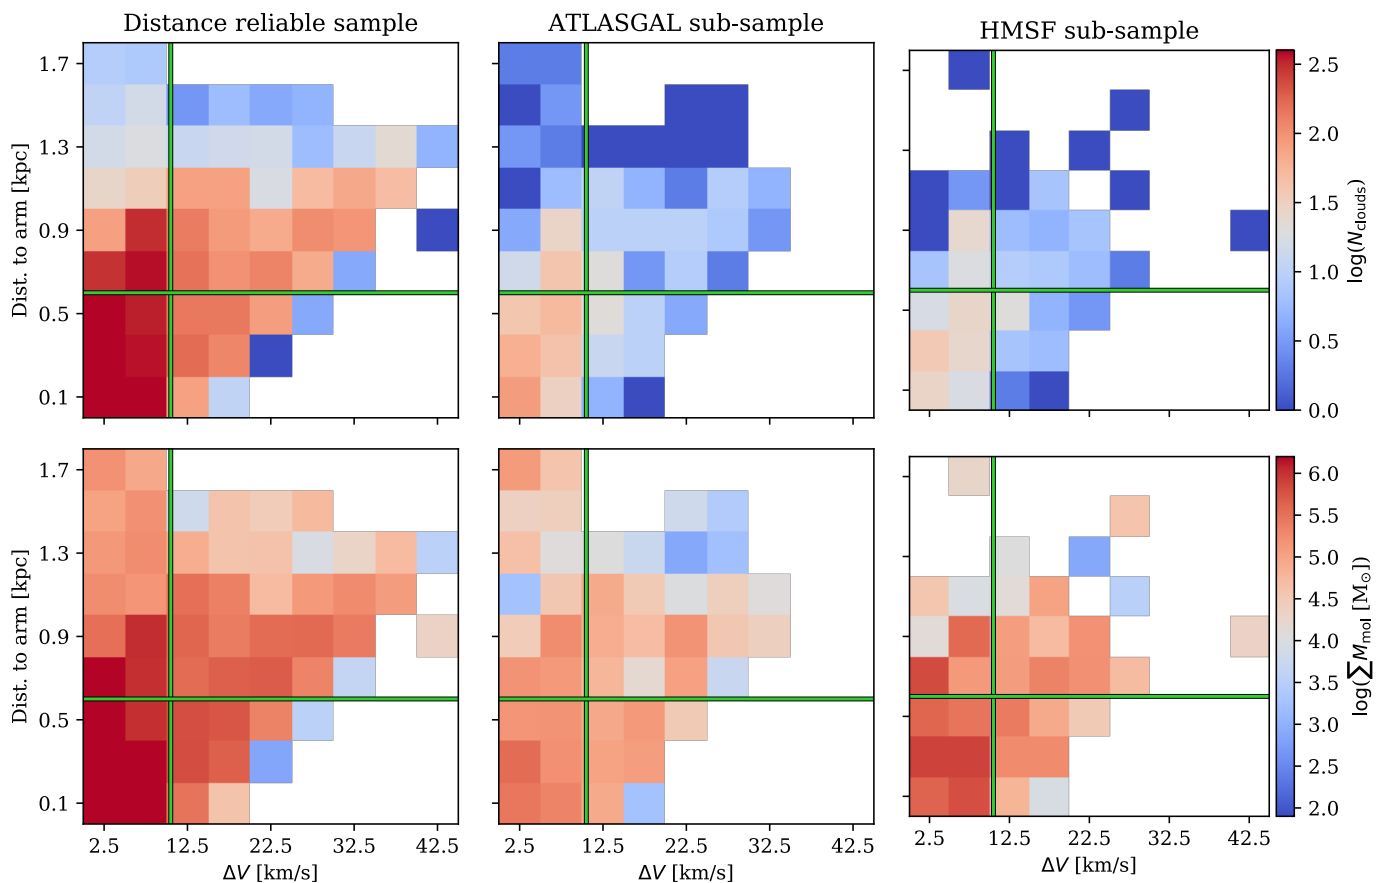 Distance reliable sample
ATLASGAL sub-sample
HMSF sub-sample
Dist. to arm [kpc]
1.7
1.3
0.9
0.5
0.1
2.5
2.0
1.5
1.0
0.5
0.0
log(N_clouds)
Dist. to arm [kpc]
1.7
1.3
0.9
0.5
0.1
6.0
5.5
5.0
4.5
4.0
3.5
3.0
2.5
2.0
log(∑M_mol [M_⊙])
2.5 12.5 22.5 32.5 42.5
2.5 12.5 22.5 32.5 42.5
2.5 12.5 22.5 32.5 42.5
ΔV [km/s]
ΔV [km/s]
ΔV [km/s]